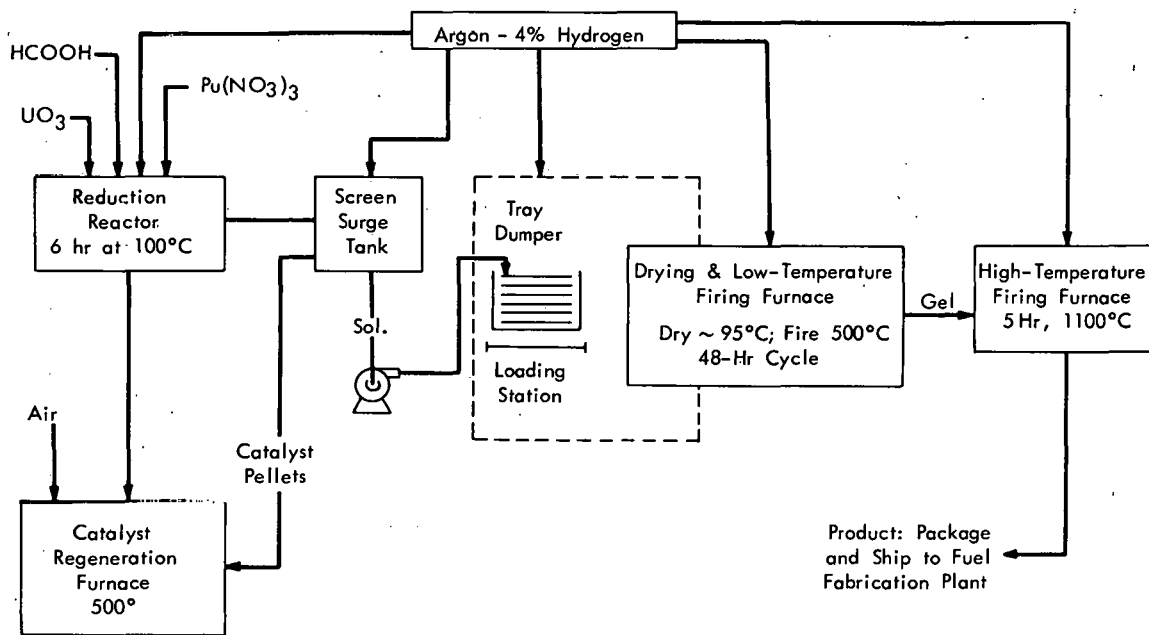 Argon - 4% Hydrogen
HCOOH
Pu(NO3)3
UO3
Reduction
Reactor
6 hr at 100°C
Screen
Surge
Tank
Tray
Dumper
Loading
Station
Drying & Low-Temperature
Firing Furnace
Dry ~ 95°C; Fire 500°C
48-Hr Cycle
Gel
High-Temperature
Firing Furnace
5 Hr, 1100°C
Sol.
Air
Catalyst
Pellets
Catalyst
Regeneration
Furnace
500°
Product: Package
and Ship to Fuel
Fabrication Plant